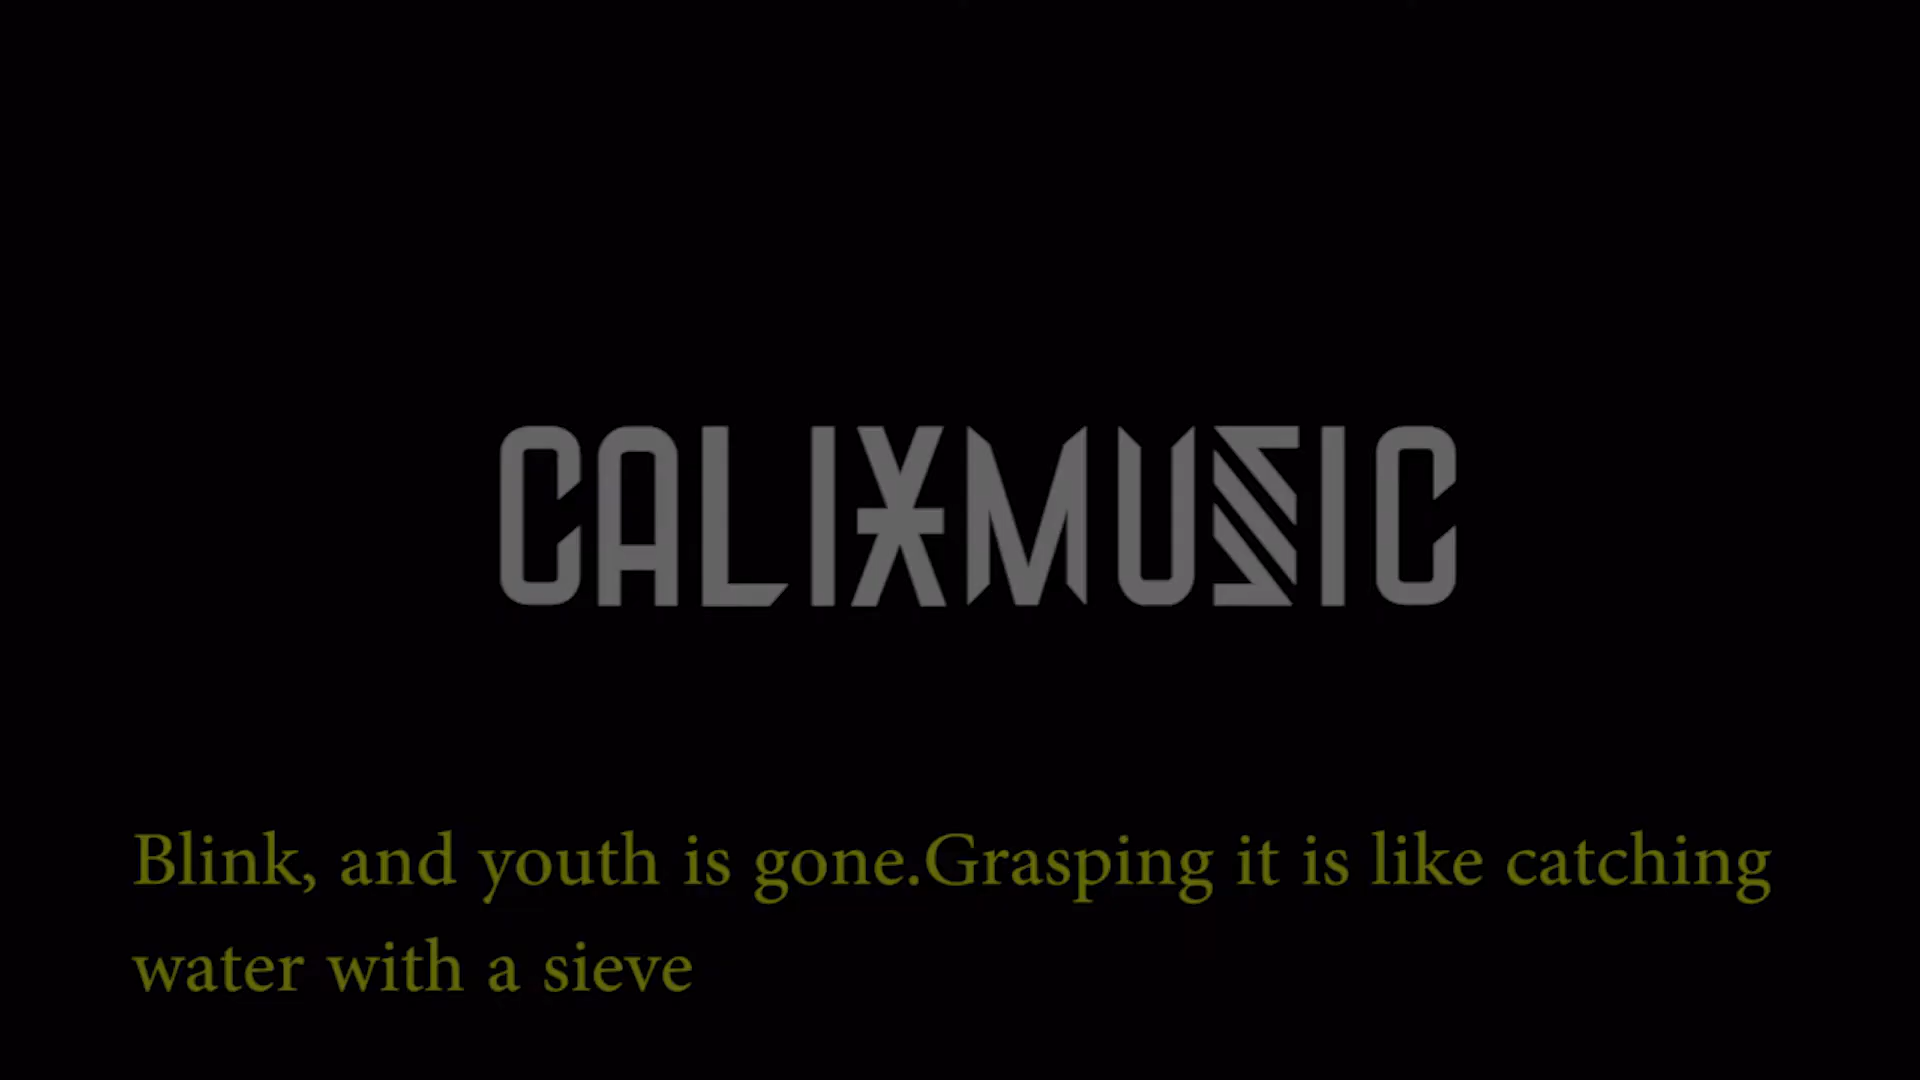 CALIXMUSIC
Blink, and youth is gone.Grasping it is like catching
water with a sieve